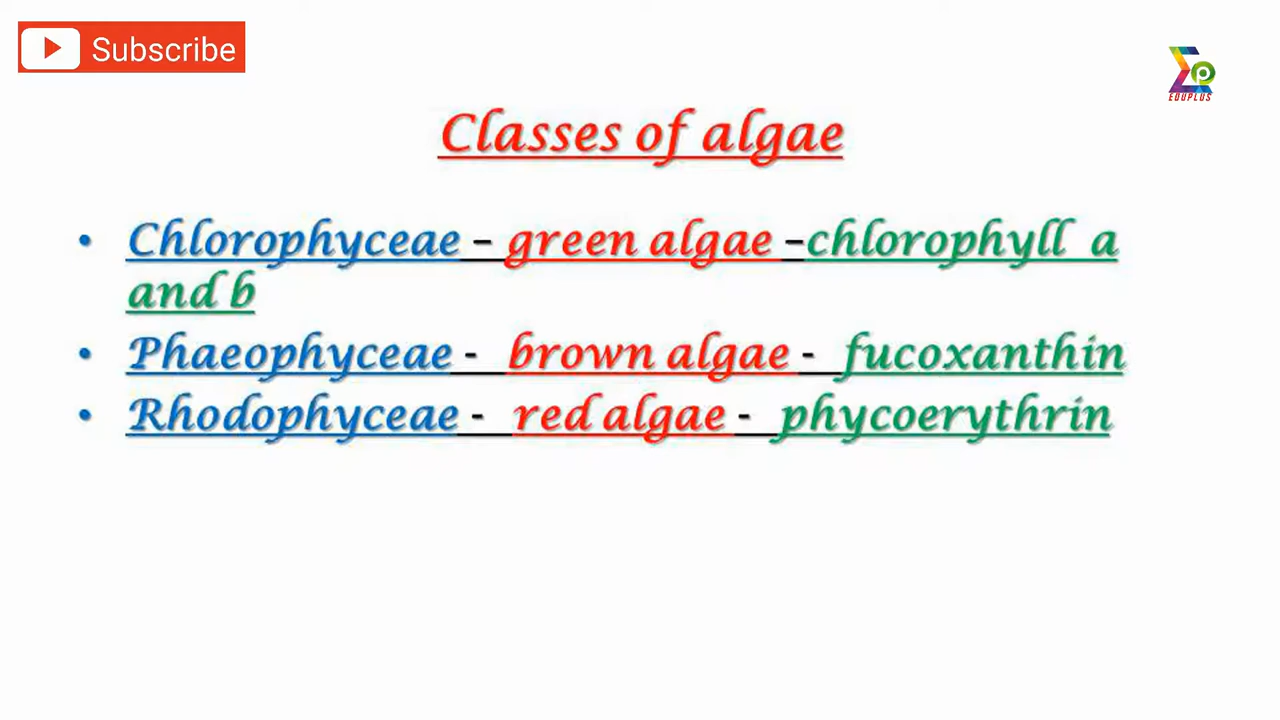 Subscribe
EDUPLUS
Classes of algae
• Chlorophyceae – green algae –chlorophyll a
and b
• Phaeophyceae - brown algae - fucoxanthin
• Rhodophyceae - red algae - phycoerythrin